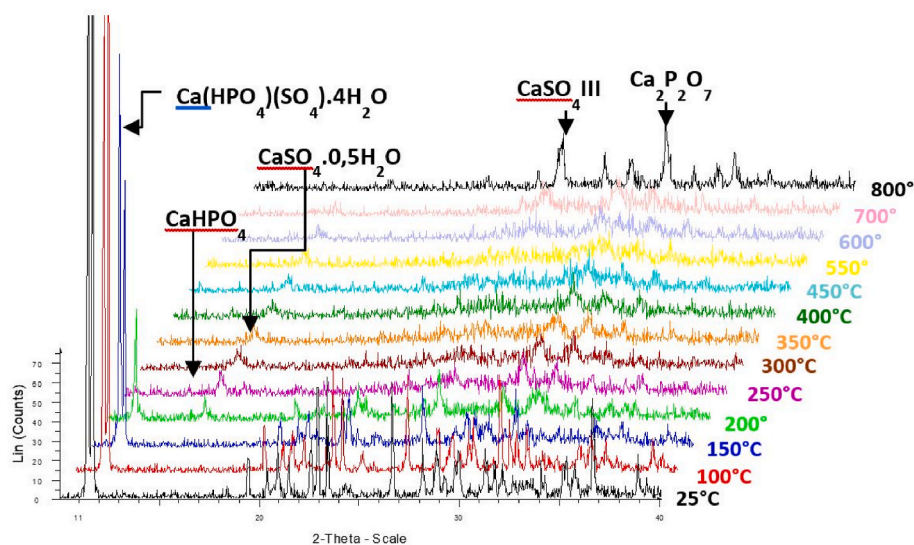 Ca(HPO₄)(SO₄).4H₂O
CaSO₄ III
Ca₂P₂O₇
CaSO₄.0,5H₂O
CaHPO₄
800°
700°
600°
550°
450°C
400°C
350°C
300°C
250°C
200°
150°C
100°C
25°C
Lin (Counts)
70
60
50
40
30
20
10
0
11
20
30
40
2-Theta - Scale